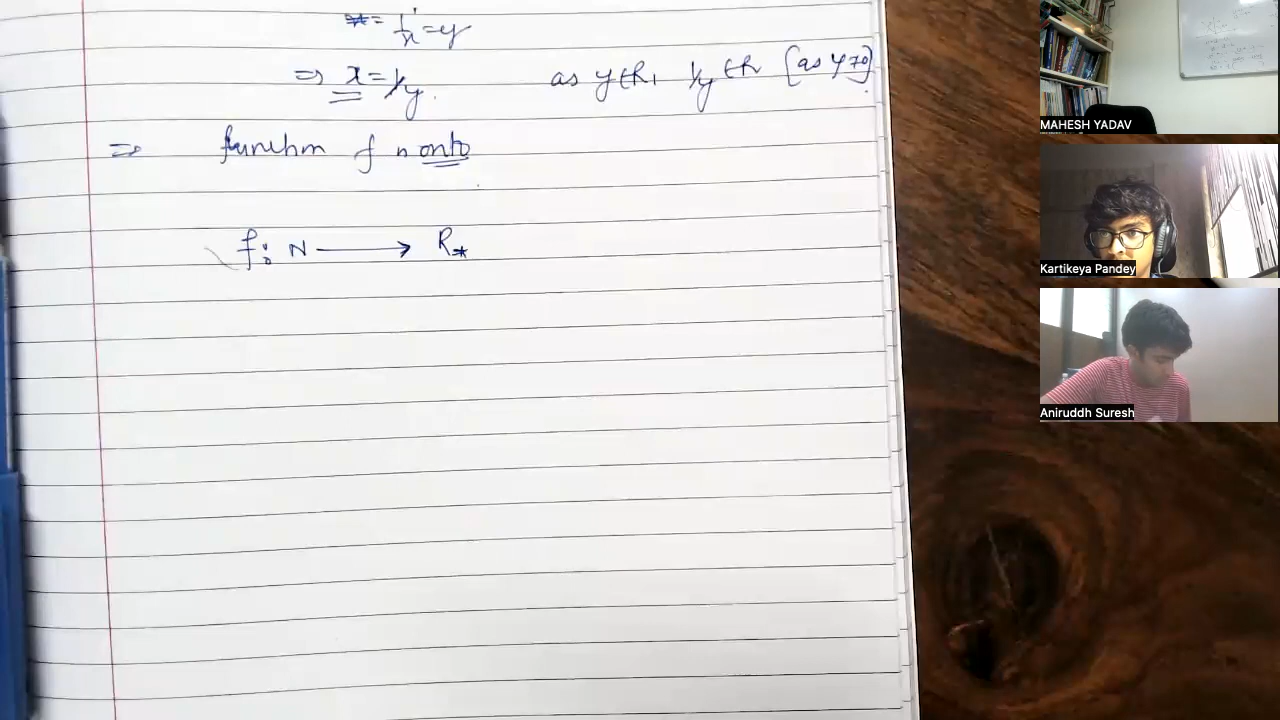 = 1/x = y
⇒ x = 1/y. as y ∈ R, 1/y ∈ R [as y ≠ 0]
⇒ function f is onto
f: N ⟶ R*
MAHESH YADAV
Kartikeya Pandey
Aniruddh Suresh